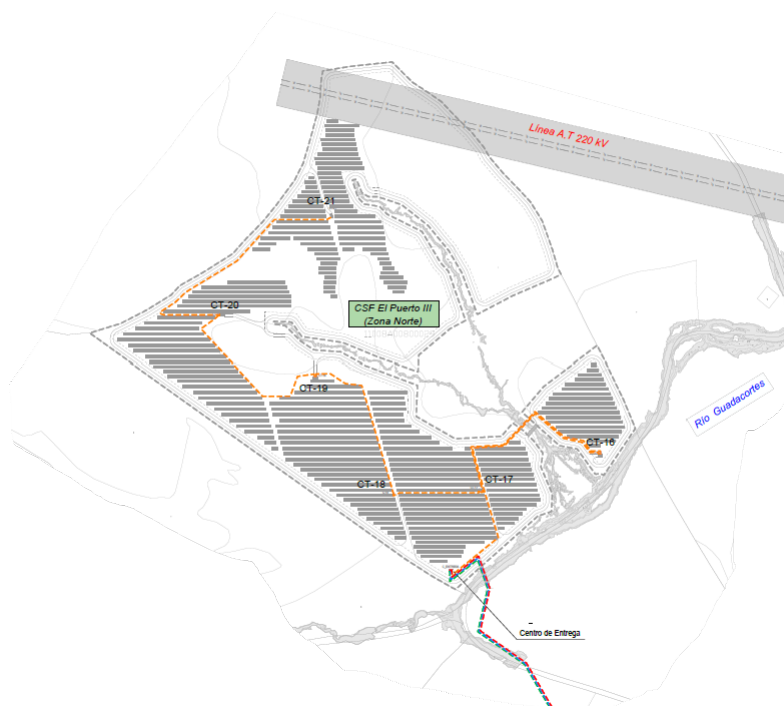 Línea A.T 220 kV
CT-21
CT-20
CSF El Puerto III
(Zona Norte)
CT-19
Río Guadacortes
CT-16
CT-18
CT-17
Centro de Entrega